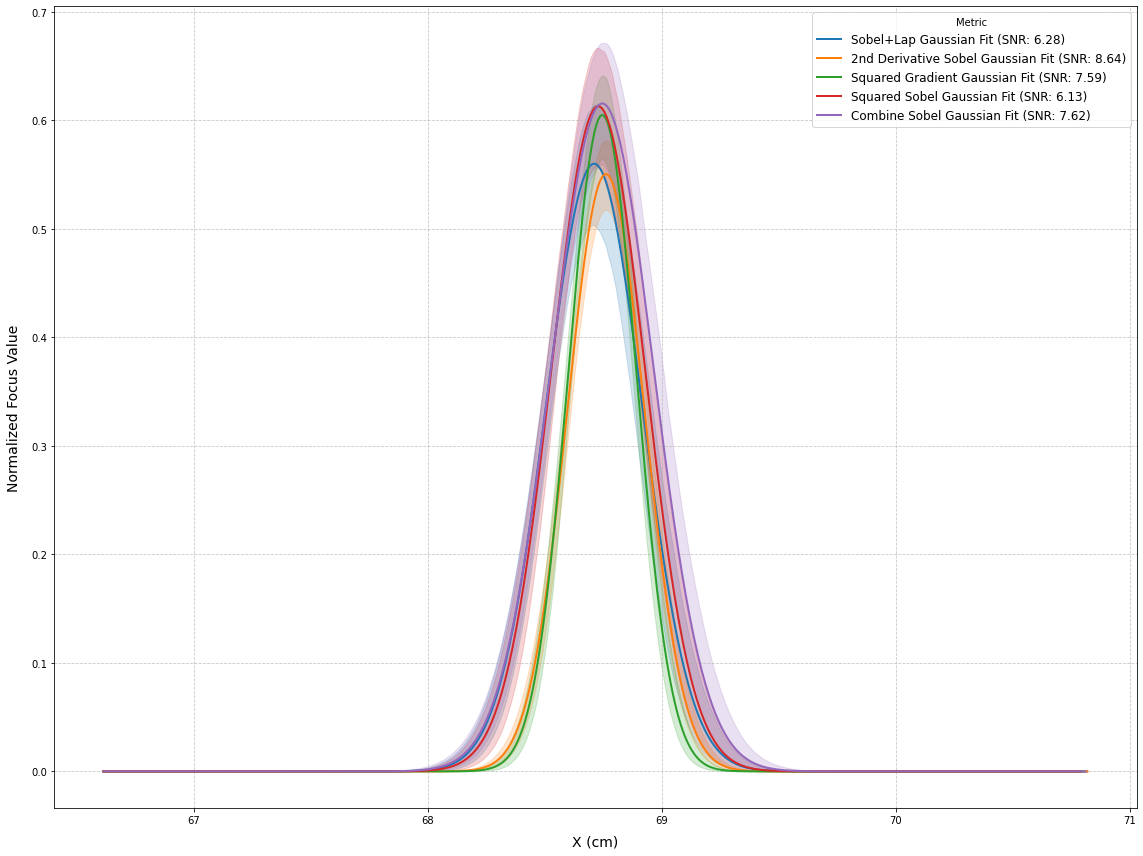 Metric
Sobel+Lap Gaussian Fit (SNR: 6.28)
2nd Derivative Sobel Gaussian Fit (SNR: 8.64)
Squared Gradient Gaussian Fit (SNR: 7.59)
Squared Sobel Gaussian Fit (SNR: 6.13)
Combine Sobel Gaussian Fit (SNR: 7.62)
Normalized Focus Value
0.7
0.6
0.5
0.4
0.3
0.2
0.1
0.0
67 68 69 70 71
X (cm)